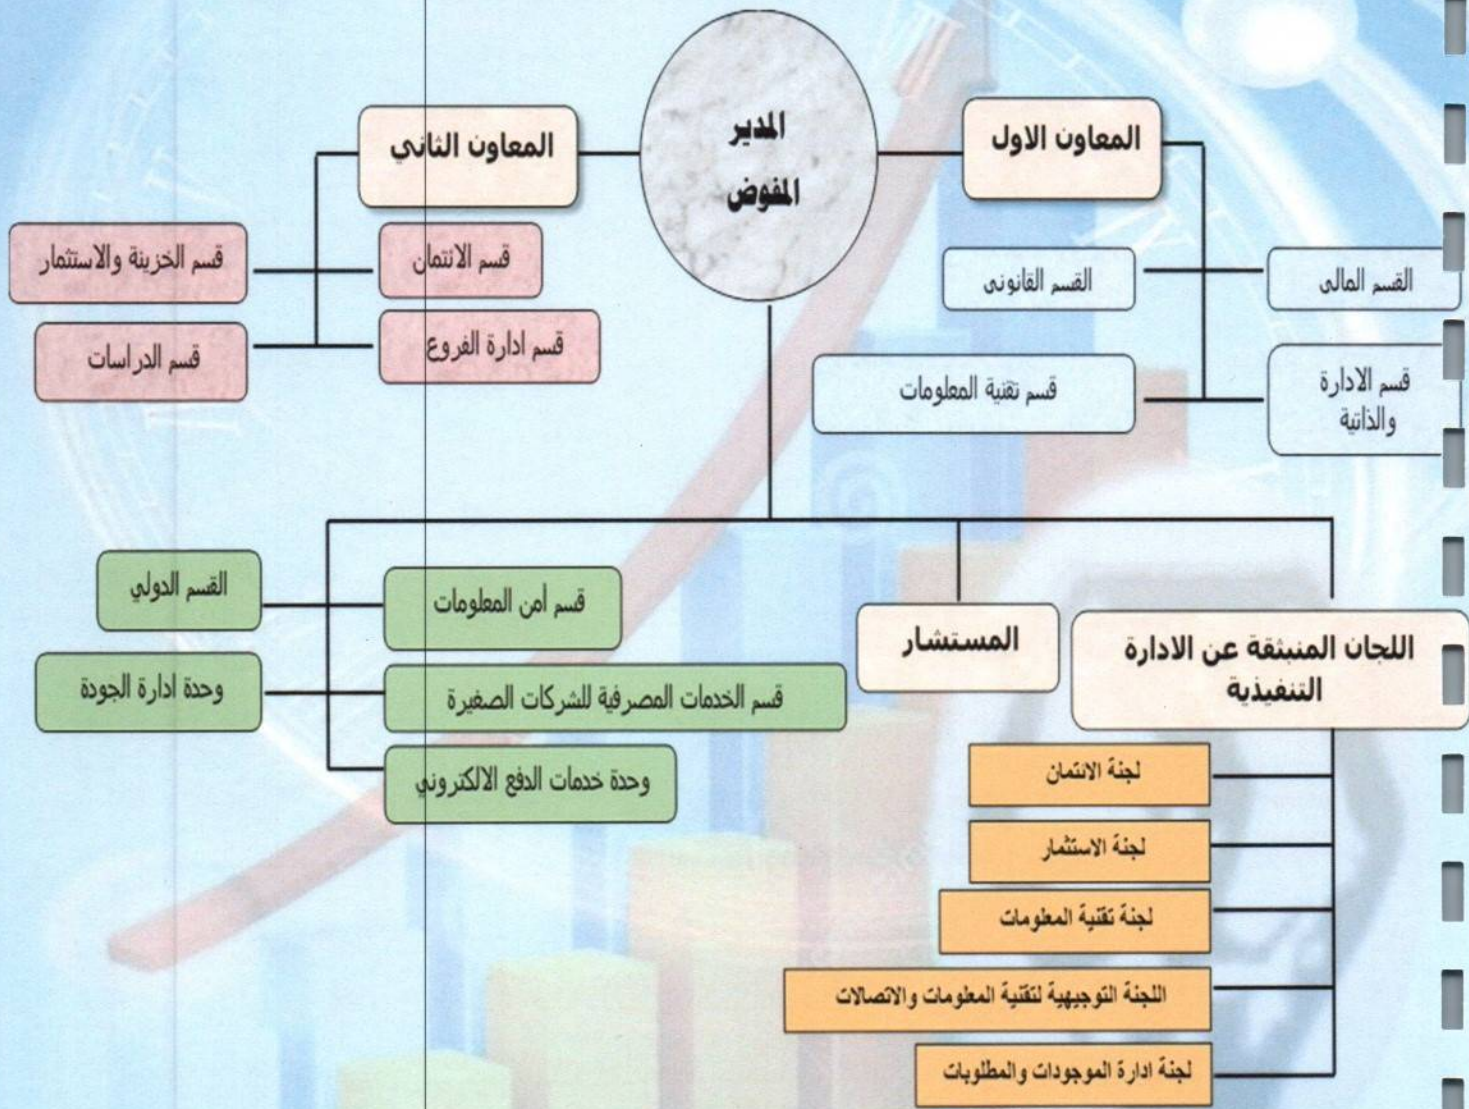 المدير
المفوض
المعاون الاول
المعاون الثاني
القسم المالى
القسم القانونى
قسم الادارة
والذاتية
قسم تقنية المعلومات
قسم الائتمان
قسم الخزينة والاستثمار
قسم ادارة الفروع
قسم الدراسات
اللجان المنبثقة عن الادارة
التنفيذية
المستشار
قسم أمن المعلومات
القسم الدولي
قسم الخدمات المصرفية للشركات الصغيرة
وحدة ادارة الجودة
وحدة خدمات الدفع الالكتروني
لجنة الائتمان
لجنة الاستثمار
لجنة تقنية المعلومات
اللجنة التوجيهية لتقنية المعلومات والاتصالات
لجنة ادارة الموجودات والمطلوبات